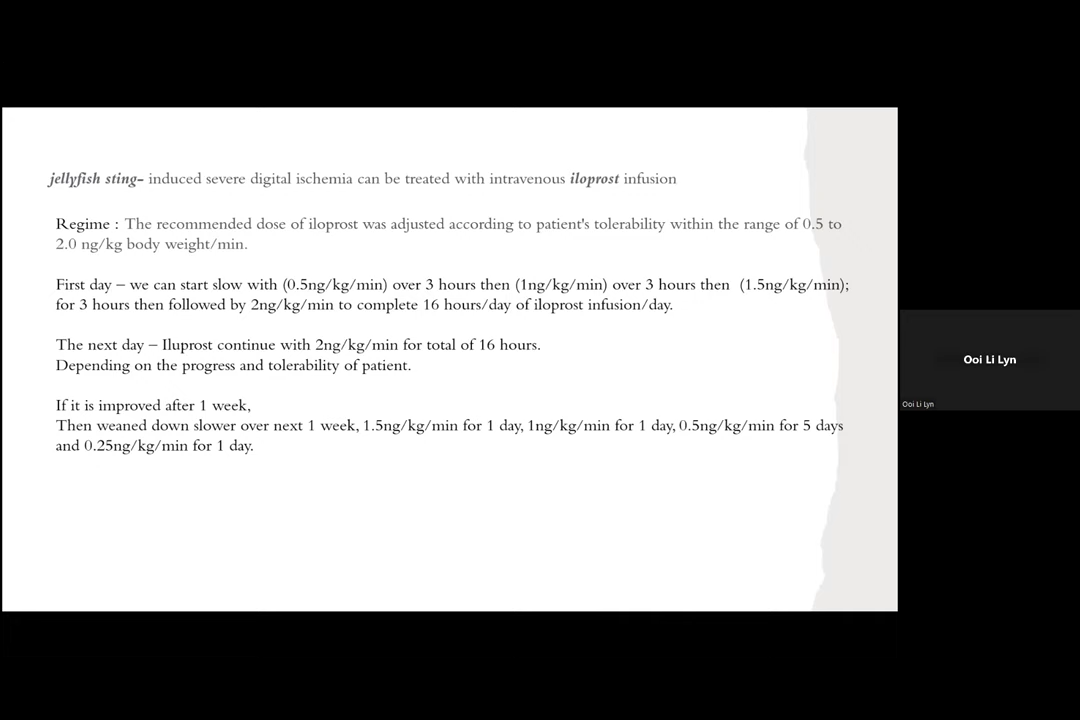 jellyfish sting– induced severe digital ischemia can be treated with intravenous iloprost infusion
Regime : The recommended dose of iloprost was adjusted according to patient's tolerability within the range of 0.5 to
2.0 ng/kg body weight/min.
First day – we can start slow with (0.5ng/kg/min) over 3 hours then (1ng/kg/min) over 3 hours then (1.5ng/kg/min);
for 3 hours then followed by 2ng/kg/min to complete 16 hours/day of iloprost infusion/day.
The next day – Iluprost continue with 2ng/kg/min for total of 16 hours.
Depending on the progress and tolerability of patient.
If it is improved after 1 week,
Then weaned down slower over next 1 week, 1.5ng/kg/min for 1 day, 1ng/kg/min for 1 day, 0.5ng/kg/min for 5 days
and 0.25ng/kg/min for 1 day.
Ooi Li Lyn
Ooi Li Lyn